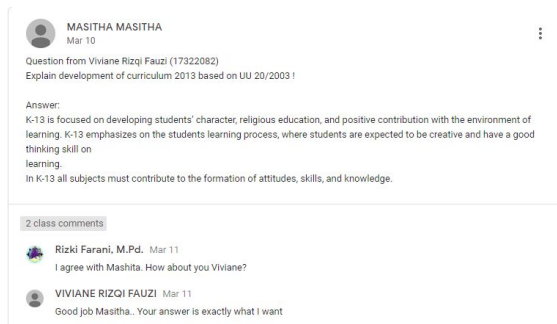 MASITHA MASITHA
Mar 10
Question from Viviane Rizqi Fauzi (17322082)
Explain development of curriculum 2013 based on UU 20/2003 !
Answer:
K-13 is focused on developing students' character, religious education, and positive contribution with the environment of
learning. K-13 emphasizes on the students learning process, where students are expected to be creative and have a good
thinking skill on
learning.
In K-13 all subjects must contribute to the formation of attitudes, skills, and knowledge.
2 class comments
Rizki Farani, M.Pd. Mar 11
I agree with Mashita. How about you Viviane?
VIVIANE RIZQI FAUZI Mar 11
Good job Masitha.. Your answer is exactly what I want